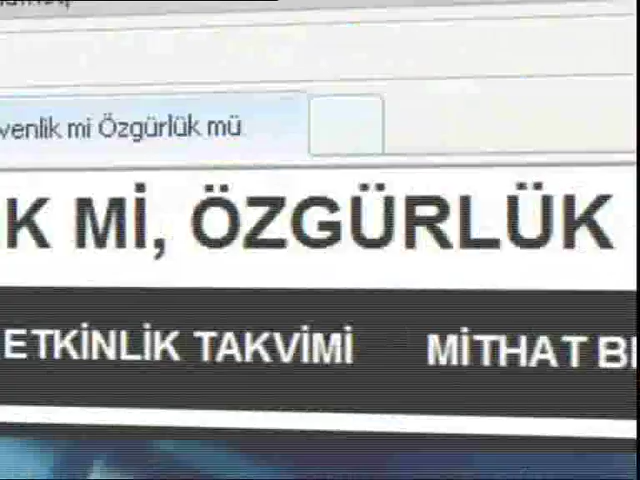 venlik mi Özgürlük mü
K Mİ, ÖZGÜRLÜK
ETKİNLİK TAKVİMİ MİTHAT